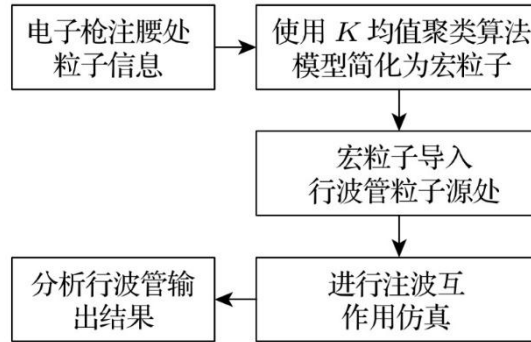 电子枪注腰处
粒子信息
使用 K 均值聚类算法
模型简化为宏粒子
宏粒子导入
行波管粒子源处
进行注波互
作用仿真
分析行波管输
出结果